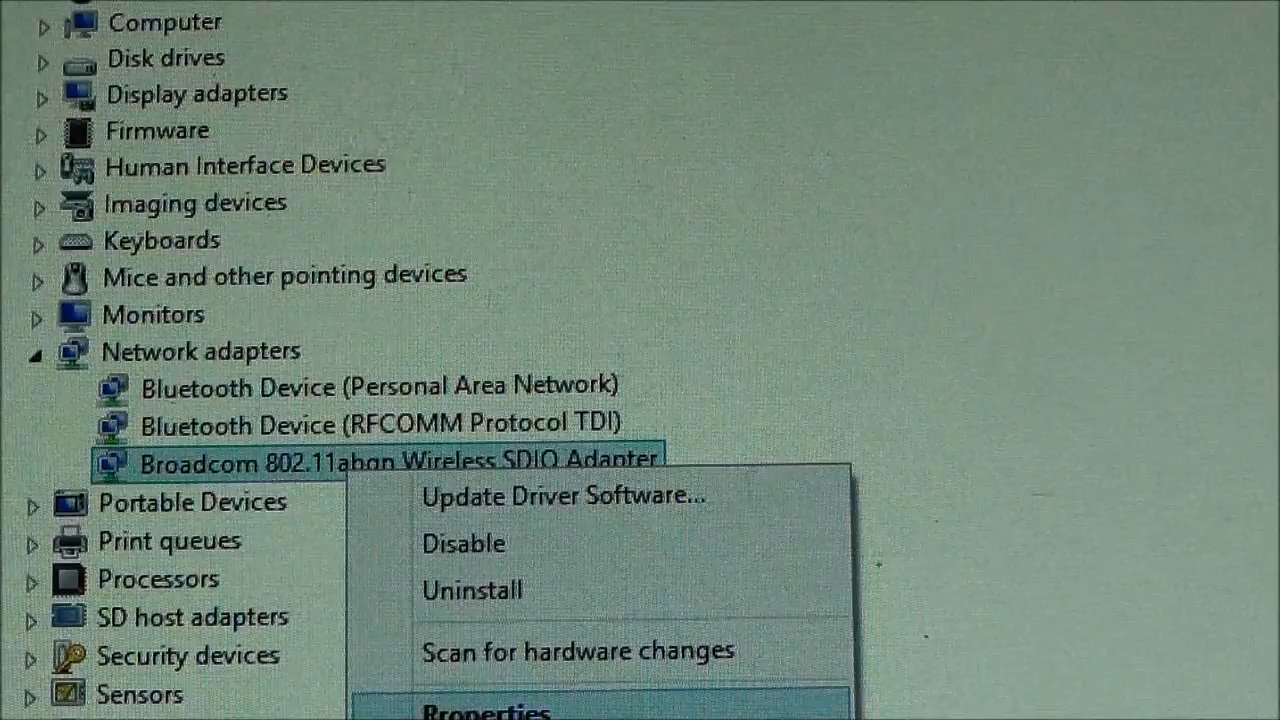 Computer
Disk drives
Display adapters
Firmware
Human Interface Devices
Imaging devices
Keyboards
Mice and other pointing devices
Monitors
Network adapters
Bluetooth Device (Personal Area Network)
Bluetooth Device (RFCOMM Protocol TDI)
Broadcom 802.11abgn Wireless SDIO Adapter
Portable Devices
Update Driver Software...
Print queues
Disable
Processors
Uninstall
SD host adapters
Security devices
Scan for hardware changes
Sensors
Properties